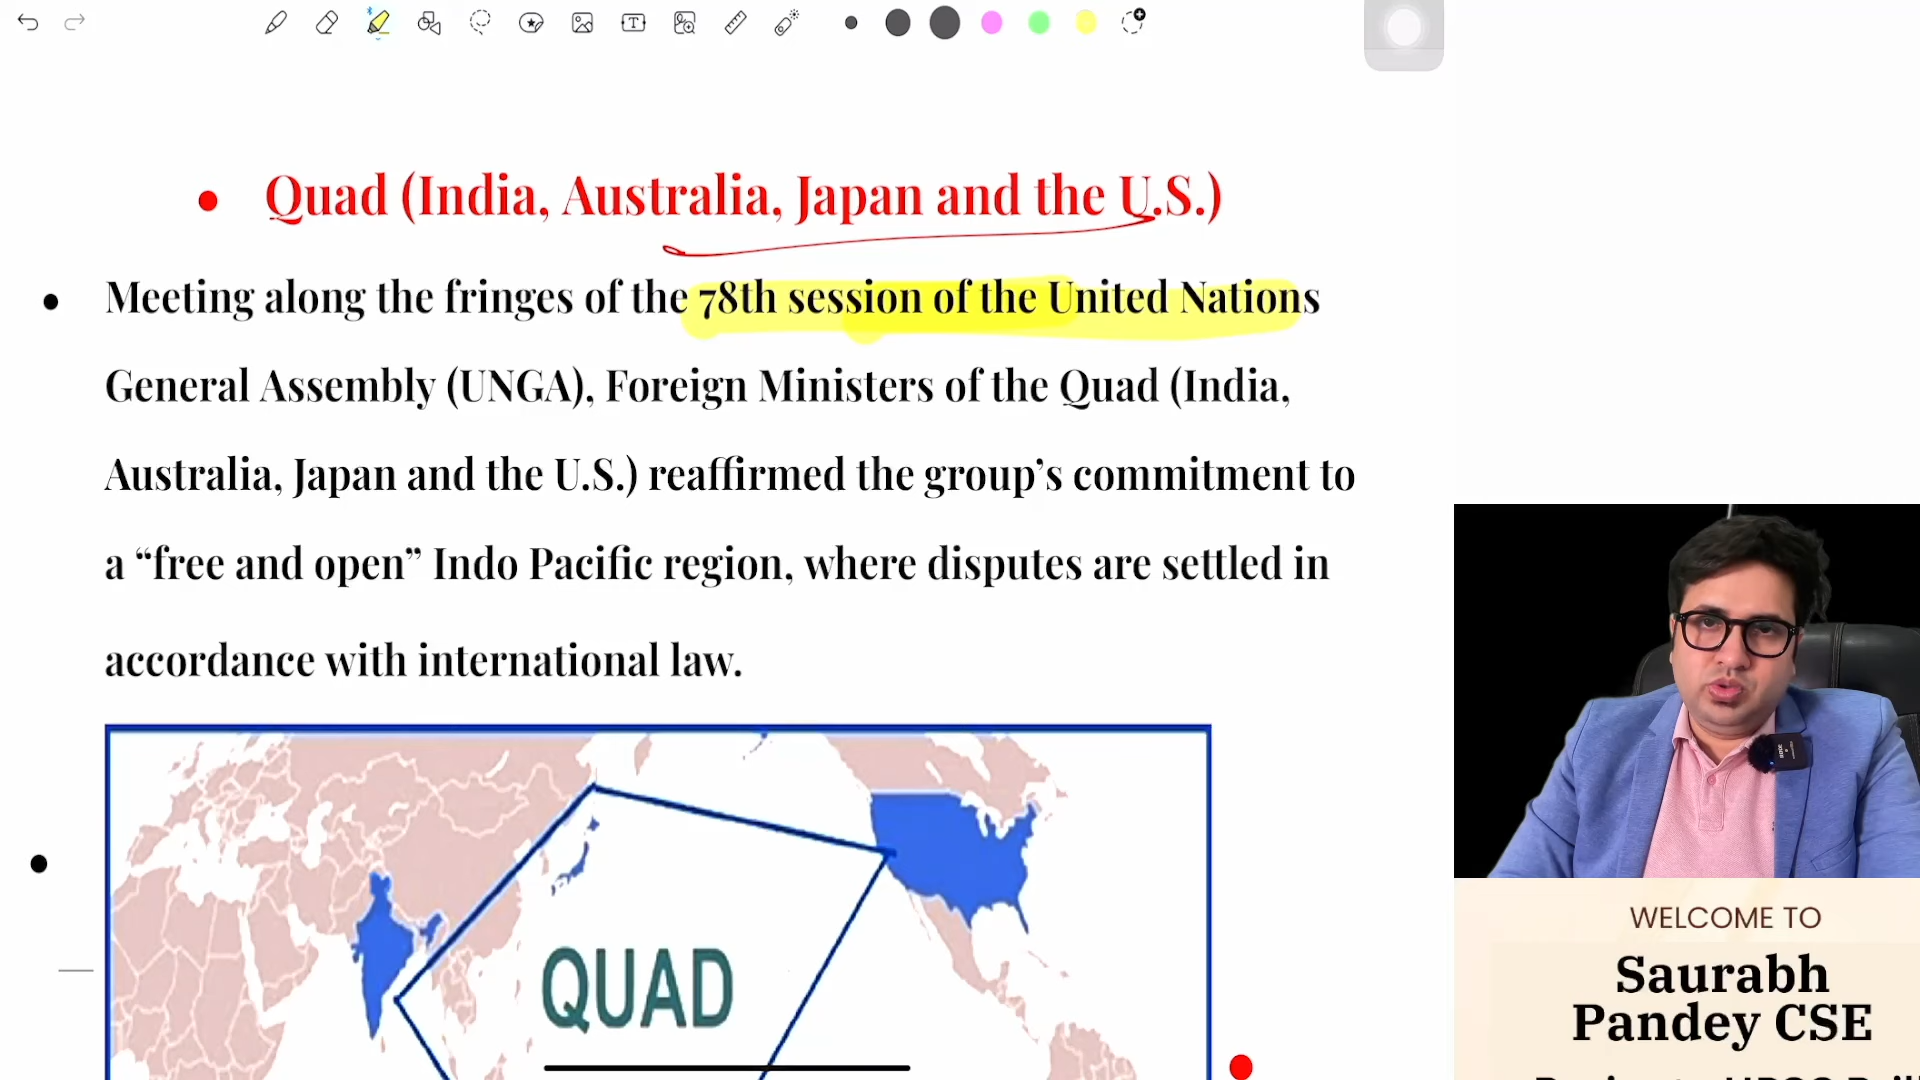 Quad (India, Australia, Japan and the U.S.)
Meeting along the fringes of the 78th session of the United Nations
General Assembly (UNGA), Foreign Ministers of the Quad (India,
Australia, Japan and the U.S.) reaffirmed the group’s commitment to
a “free and open” Indo Pacific region, where disputes are settled in
accordance with international law.
QUAD
WELCOME TO
Saurabh
Pandey CSE